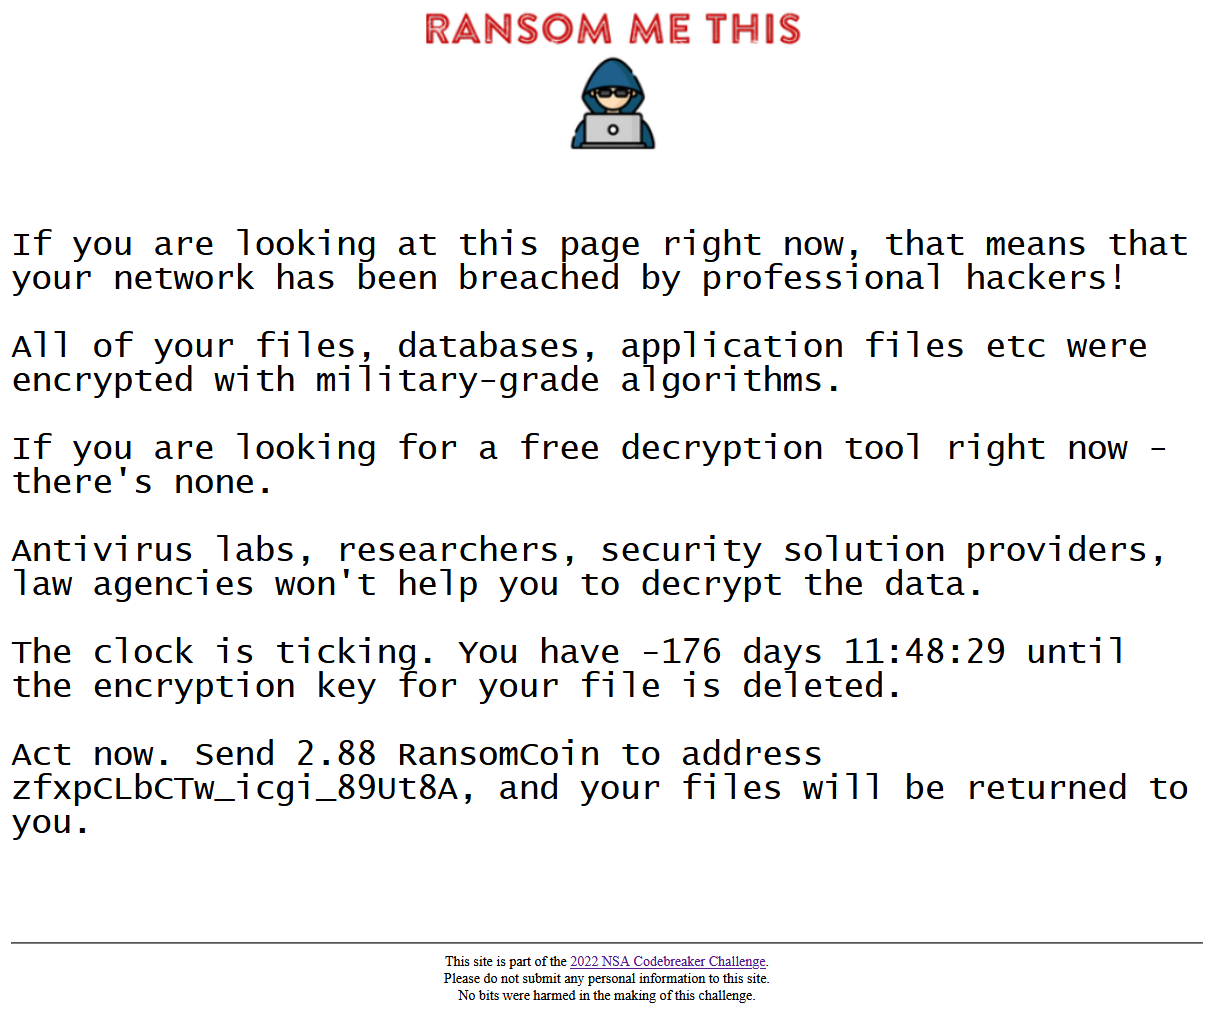 RANSOM ME THIS
If you are looking at this page right now, that means that
your network has been breached by professional hackers!
All of your files, databases, application files etc were
encrypted with military-grade algorithms.
If you are looking for a free decryption tool right now -
there's none.
Antivirus labs, researchers, security solution providers,
law agencies won't help you to decrypt the data.
The clock is ticking. You have -176 days 11:48:29 until
the encryption key for your file is deleted.
Act now. Send 2.88 RansomCoin to address
zfxpCLbCTw_icgi_89Ut8A, and your files will be returned to
you.
This site is part of the 2022 NSA Codebreaker Challenge.
Please do not submit any personal information to this site.
No bits were harmed in the making of this challenge.